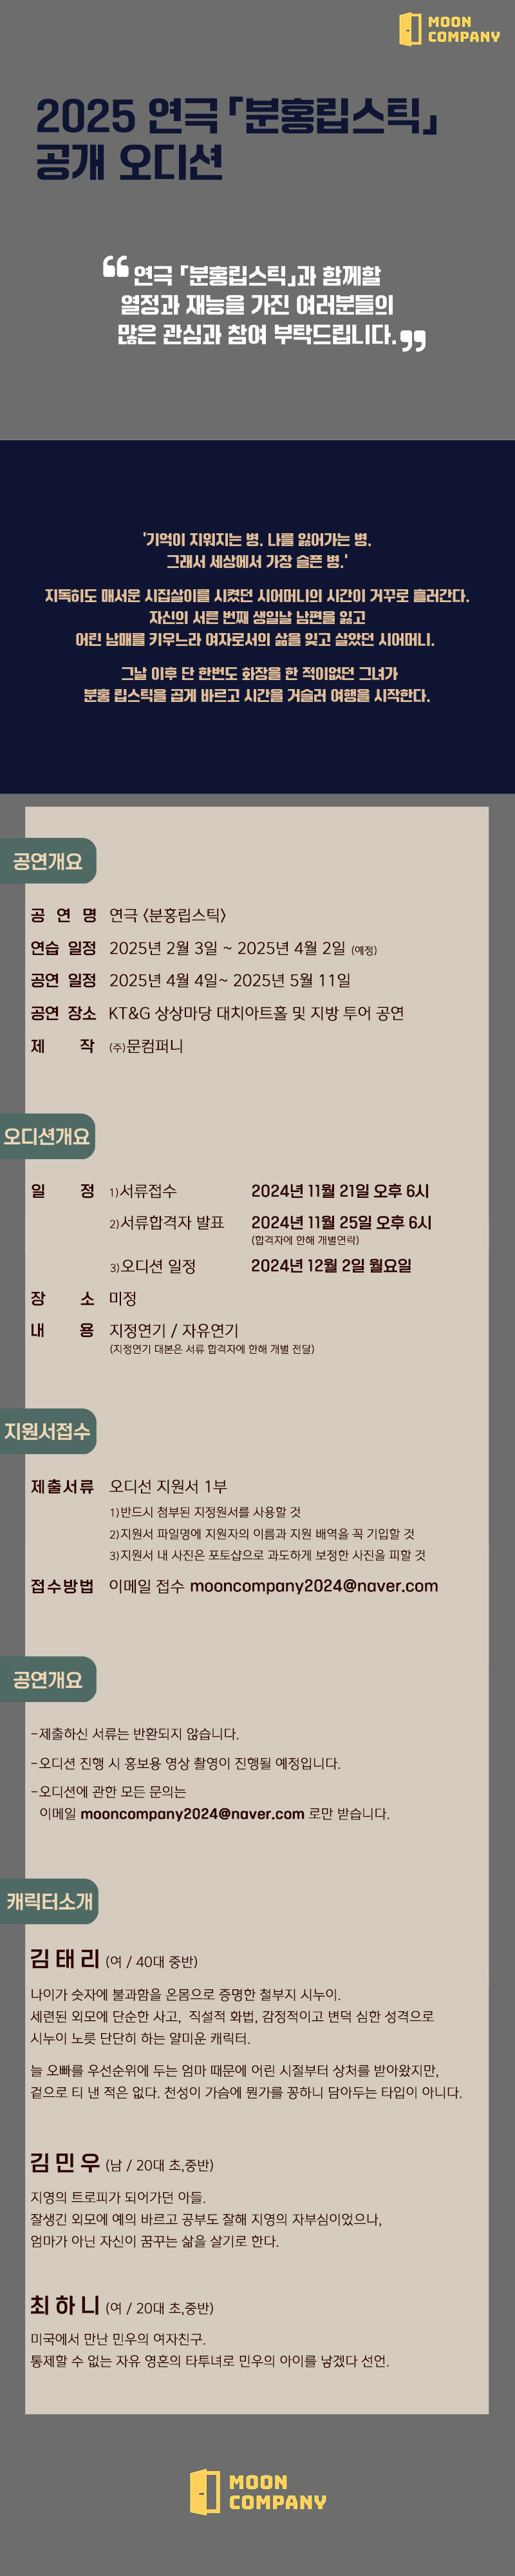 MOON
COMPANY
2025 연극 「분홍립스틱」
공개 오디션
“ 연극 「분홍립스틱」과 함께할
열정과 재능을 가진 여러분들의
많은 관심과 참여 부탁드립니다. ”
'기억이 지워지는 병. 나를 잃어가는 병.
그래서 세상에서 가장 슬픈 병.'
지독히도 매서운 시집살이를 시켰던 시어머니의 시간이 거꾸로 흘러간다.
자신의 서른 번째 생일날 남편을 잃고
어린 남매를 키우느라 여자로서의 삶을 잊고 살았던 시어머니.
그날 이후 단 한번도 화장을 한 적이없던 그녀가
분홍 립스틱을 곱게 바르고 시간을 거슬러 여행을 시작한다.
공연개요
공 연 명 연극 〈분홍립스틱〉
연습 일정 2025년 2월 3일 ~ 2025년 4월 2일 (예정)
공연 일정 2025년 4월 4일~ 2025년 5월 11일
공연 장소 KT&G 상상마당 대치아트홀 및 지방 투어 공연
제 작 (주)문컴퍼니
오디션개요
일 정 1)서류접수 2024년 11월 21일 오후 6시
2)서류합격자 발표 2024년 11월 25일 오후 6시
(합격자에 한해 개별연락)
3)오디션 일정 2024년 12월 2일 월요일
장 소 미정
내 용 지정연기 / 자유연기
(지정연기 대본은 서류 합격자에 한해 개별 전달)
지원서접수
제출서류 오디선 지원서 1부
1)반드시 첨부된 지정원서를 사용할 것
2)지원서 파일명에 지원자의 이름과 지원 배역을 꼭 기입할 것
3)지원서 내 사진은 포토샵으로 과도하게 보정한 사진을 피할 것
접수방법 이메일 접수 mooncompany2024@naver.com
공연개요
-제출하신 서류는 반환되지 않습니다.
-오디션 진행 시 홍보용 영상 촬영이 진행될 예정입니다.
-오디션에 관한 모든 문의는
이메일 mooncompany2024@naver.com 로만 받습니다.
캐릭터소개
김 태 리 (여 / 40대 중반)
나이가 숫자에 불과함을 온몸으로 증명한 철부지 시누이.
세련된 외모에 단순한 사고, 직설적 화법, 감정적이고 변덕 심한 성격으로
시누이 노릇 단단히 하는 얄미운 캐릭터.
늘 오빠를 우선순위에 두는 엄마 때문에 어린 시절부터 상처를 받아왔지만,
겉으로 티 낸 적은 없다. 천성이 가슴에 뭔가를 꽁하니 담아두는 타입이 아니다.
김 민 우 (남 / 20대 초,중반)
지영의 트로피가 되어가던 아들.
잘생긴 외모에 예의 바르고 공부도 잘해 지영의 자부심이었으나,
엄마가 아닌 자신이 꿈꾸는 삶을 살기로 한다.
최 하 니 (여 / 20대 초,중반)
미국에서 만난 민우의 여자친구.
통제할 수 없는 자유 영혼의 타투녀로 민우의 아이를 낳겠다 선언.
MOON
COMPANY